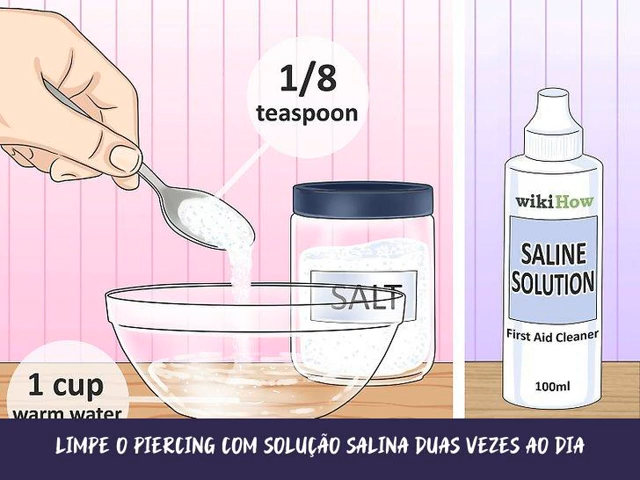 1/8
teaspoon
SALT
1 cup
warm water
wikiHow
SALINE
SOLUTION
First Aid Cleaner
100ml
LIMPE O PIERCING COM SOLUÇÃO SALINA DUAS VEZES AO DIA